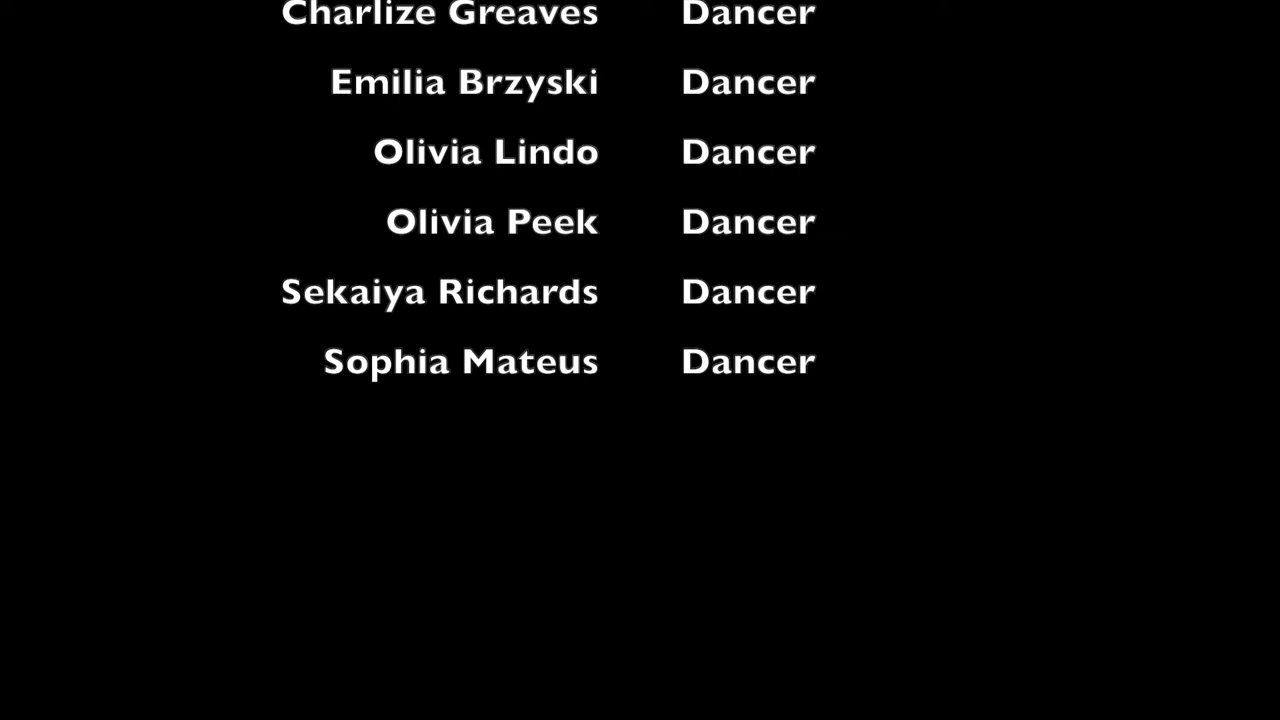 Charlize Greaves Dancer
Emilia Brzyski Dancer
Olivia Lindo Dancer
Olivia Peek Dancer
Sekaiya Richards Dancer
Sophia Mateus Dancer